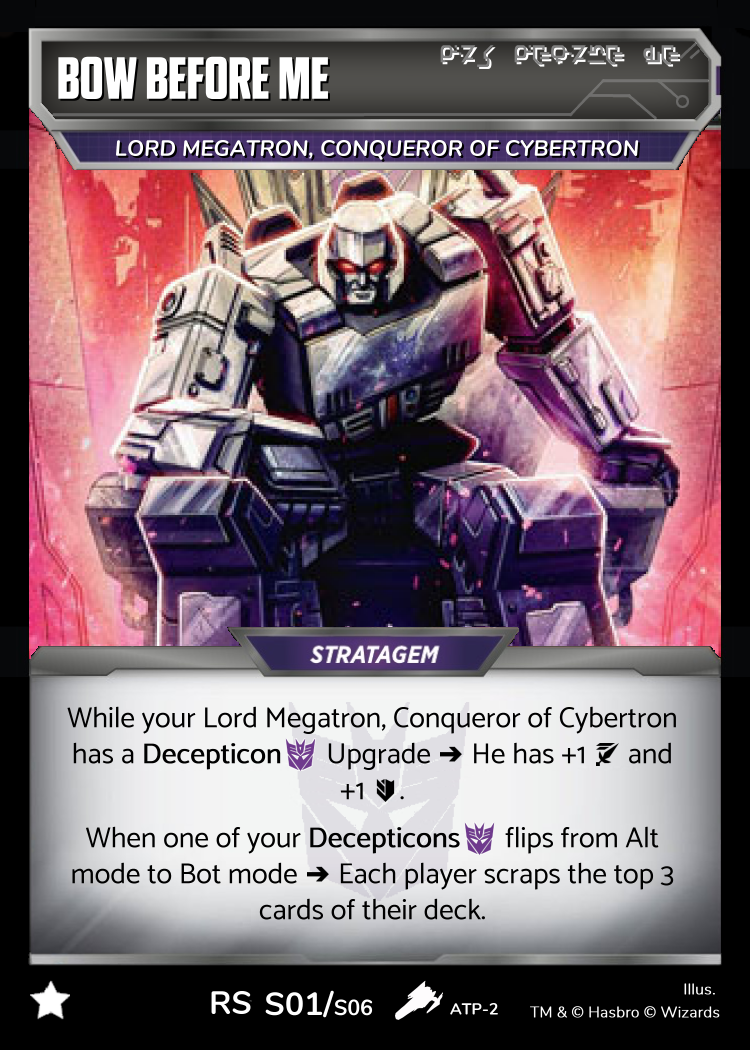 BOW BEFORE ME
LORD MEGATRON, CONQUEROR OF CYBERTRON
STRATAGEM
While your Lord Megatron, Conqueror of Cybertron
has a Decepticon Upgrade ➔ He has +1 and
+1 .
When one of your Decepticons flips from Alt
mode to Bot mode ➔ Each player scraps the top 3
cards of their deck.
RS S01/S06 ATP-2
Illus.
TM & © Hasbro © Wizards